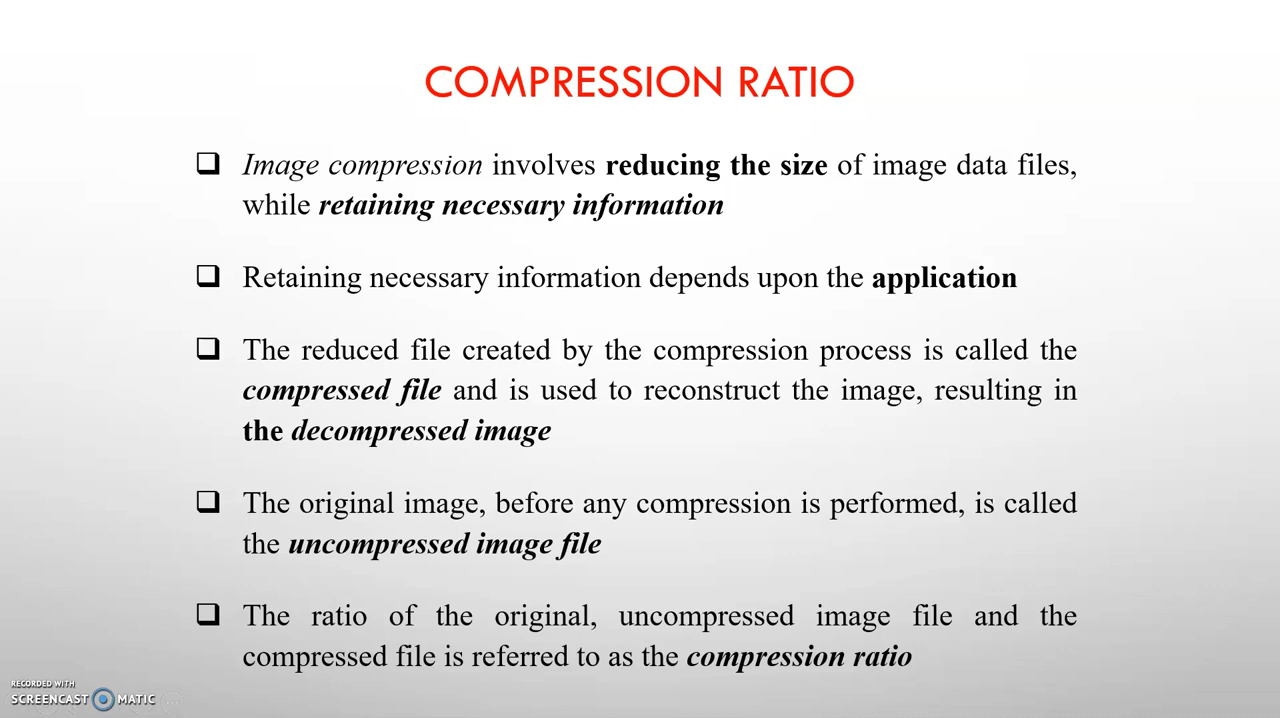 COMPRESSION RATIO
❑ Image compression involves reducing the size of image data files,
while retaining necessary information
❑ Retaining necessary information depends upon the application
❑ The reduced file created by the compression process is called the
compressed file and is used to reconstruct the image, resulting in
the decompressed image
❑ The original image, before any compression is performed, is called
the uncompressed image file
❑ The ratio of the original, uncompressed image file and the
compressed file is referred to as the compression ratio
RECORDED WITH
SCREENCAST MATIC